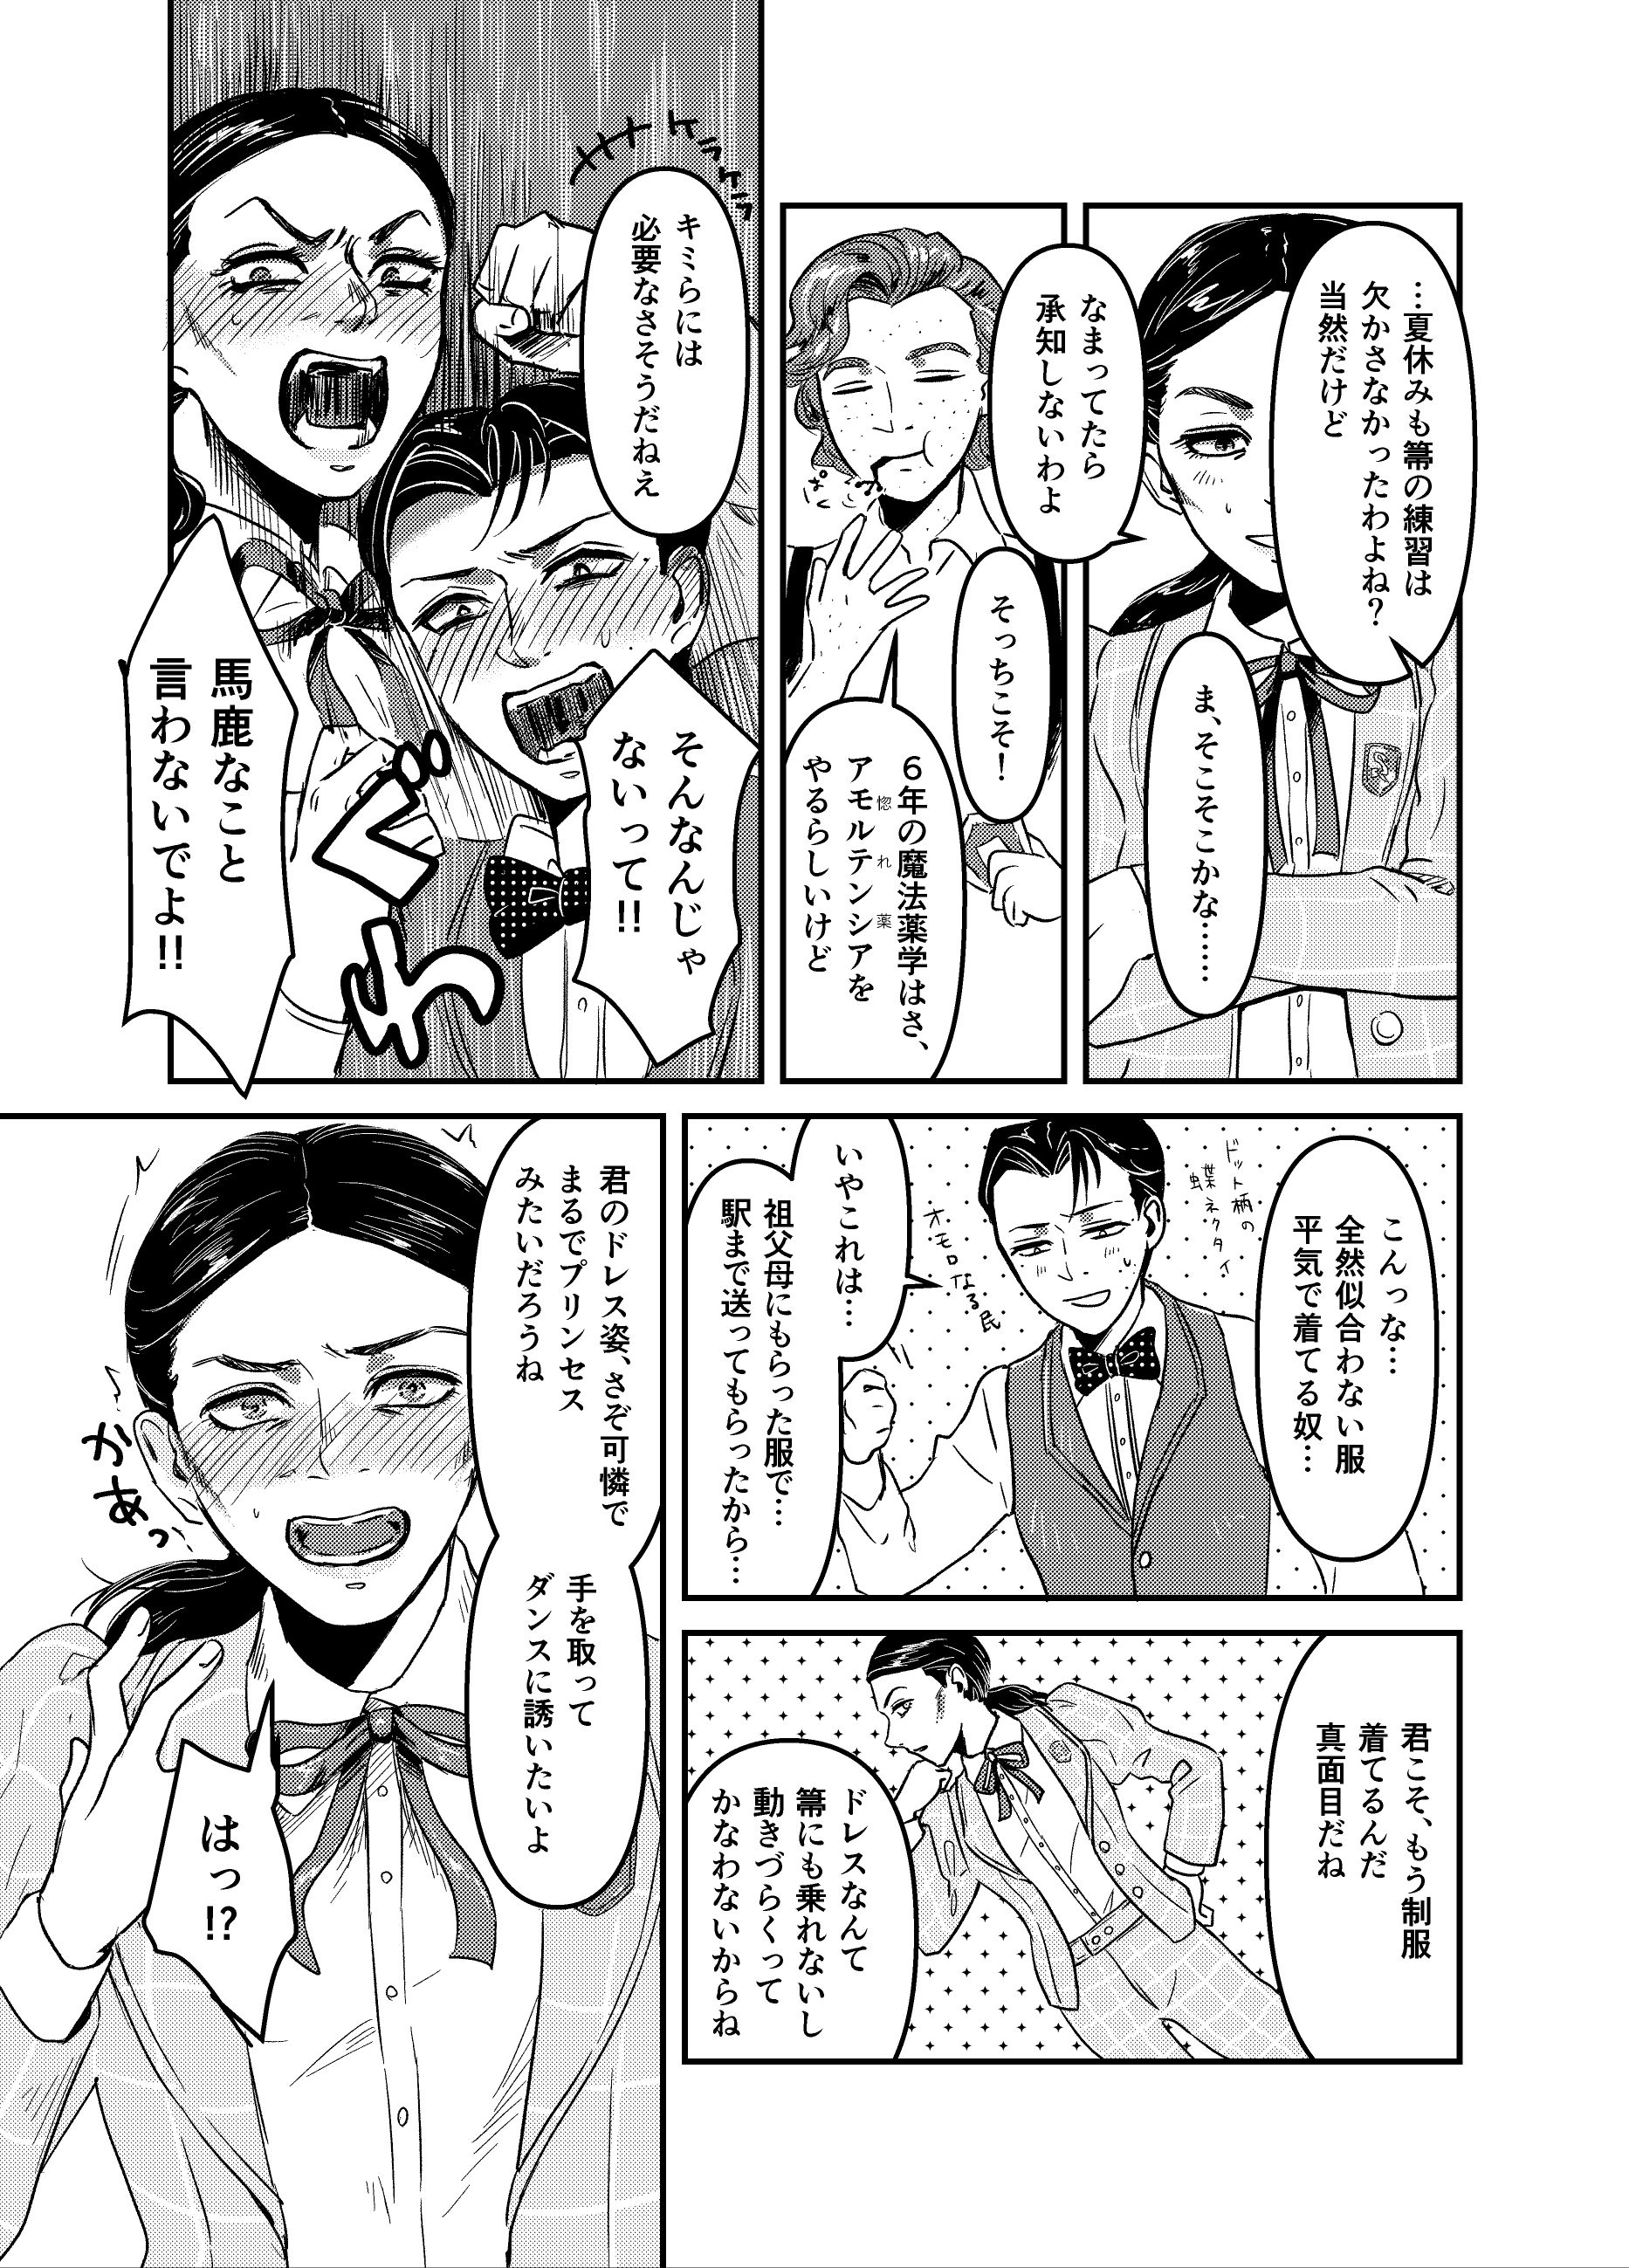 …夏休みも箒の練習は
欠かさなかったわよね?
当然だけど
ま、そこそこかな……
なまってたら
承知しないわよ
そっちこそ!
ぱくっ
6年の魔法薬学はさ、
アモルテンシアを
惚れ薬
やるらしいけど
ケラケラ
キミらには
必要なさそうだねえ
そんなんじゃ
ないって!!
馬鹿なこと
言わないでよ!!
ぐわ
こんっな…
全然似合わない服
平気で着てる奴…
ドット柄の
蝶ネクタイ
オモロなる民
いやこれは…
祖父母にもらった服で…
駅まで送ってもらったから…
君こそ、もう制服
着てるんだ
真面目だね
ドレスなんて
箒にも乗れないし
動きづらくって
かなわないからね
君のドレス姿、さぞ可憐で
まるでプリンセス
みたいだろうね
手を取って
ダンスに誘いたいよ
かあっ
はっ!?